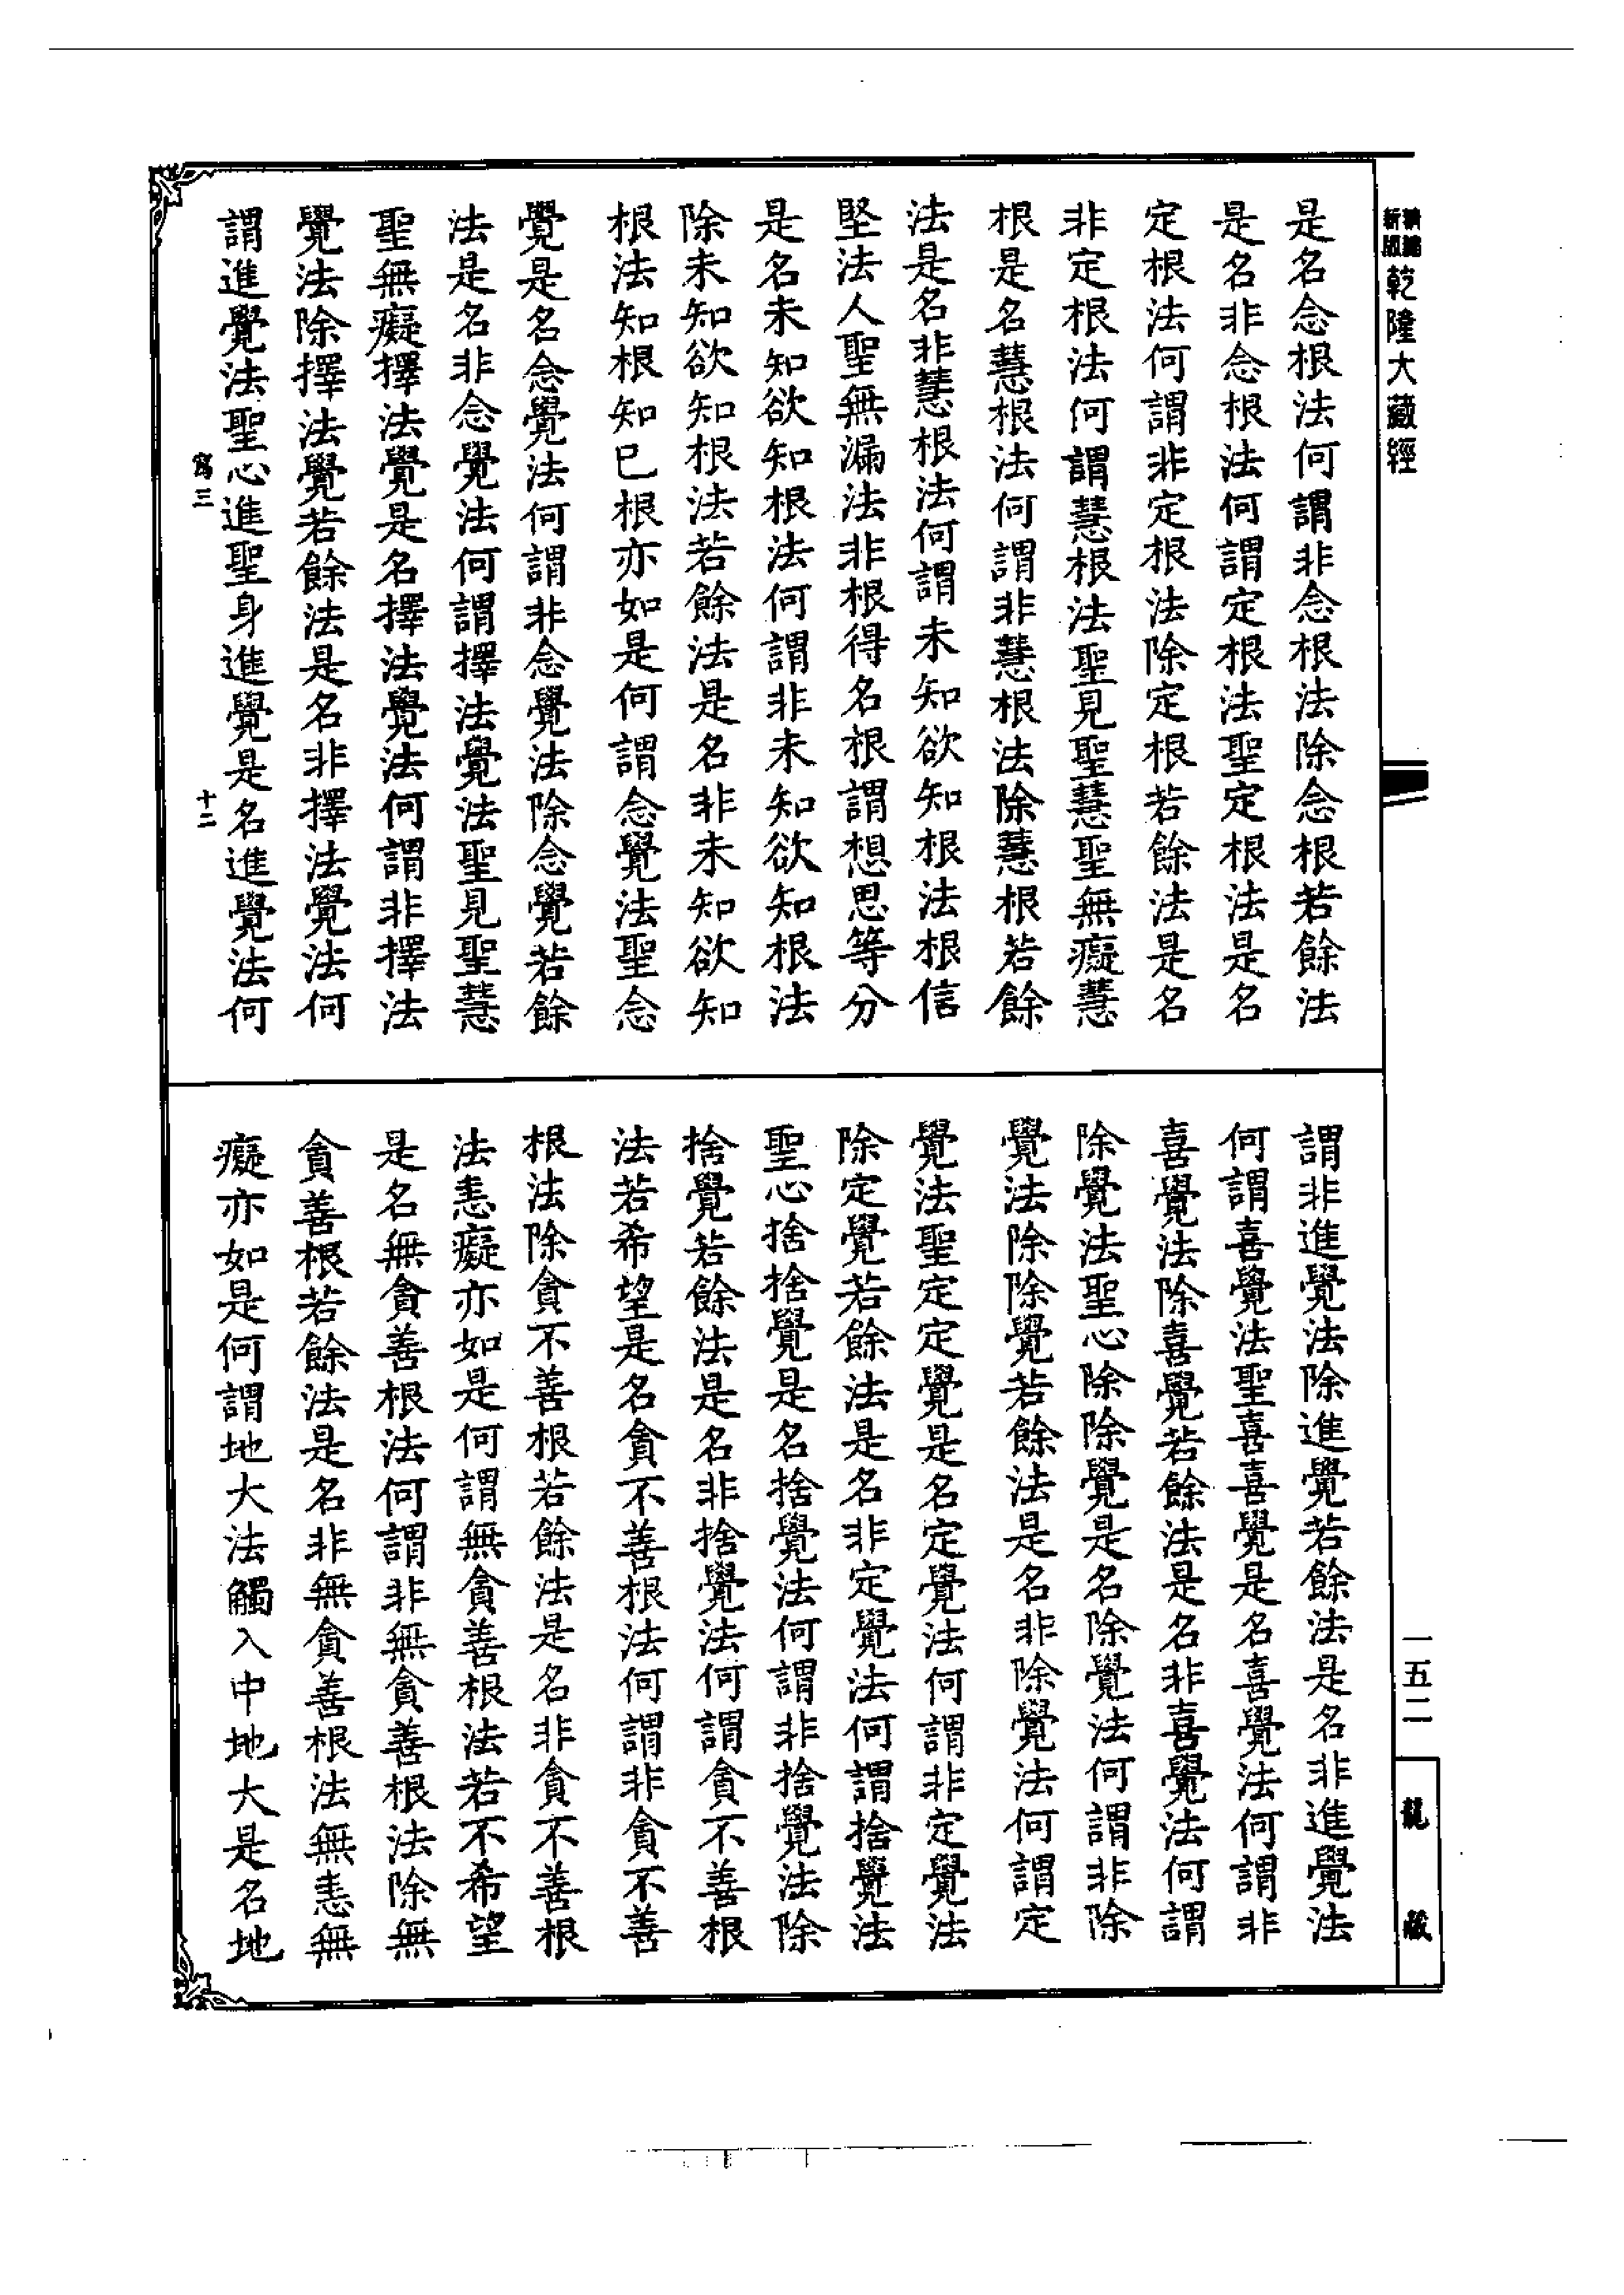 精編
新版
乾隆大藏經
是名念根法何謂非念根法除念根若餘法
是名非念根法何謂定根法聖定根法是名
定根法何謂非定根法除定根若餘法是名
非定根法何謂慧根法聖見聖慧聖無癡慧
根是名慧根法何謂非慧根法除慧根若餘
法是名非慧根法何謂未知欲知根法根信
堅法人聖無漏法非根得名根謂想思等分
是名未知欲知根法何謂非未知欲知根法
除未知欲知根法若餘法是名非未知欲知
根法知根知已根亦如是何謂念覺法聖念
覺是名念覺法何謂非念覺法除念覺若餘
法是名非念覺法何謂擇法覺法聖見聖慧
聖無癡擇法覺是名擇法覺法何謂非擇法
覺法除擇法覺若餘法是名非擇法覺法何
謂進覺法聖心進聖身進覺是名進覺法何
寫三
十二
謂非進覺法除進覺若餘法是名非進覺法
何謂喜覺法聖喜喜覺是名喜覺法何謂非
喜覺法除喜覺若餘法是名非喜覺法何謂
除覺法聖心除除覺是名除覺法何謂非除
覺法除除覺若餘法是名非除覺法何謂定
覺法聖定定覺是名定覺法何謂非定覺法
除定覺若餘法是名非定覺法何謂捨覺法
聖心捨捨覺是名捨覺法何謂非捨覺法除
捨覺若餘法是名非捨覺法何謂貪不善根
法若希望是名貪不善根法何謂非貪不善
根法除貪不善根若餘法是名非貪不善根
法恚癡亦如是何謂無貪善根法若不希望
是名無貪善根法何謂非無貪善根法除無
貪善根若餘法是名非無貪善根法無恚無
癡亦如是何謂地大法觸入中地大是名地
一五二
龍藏